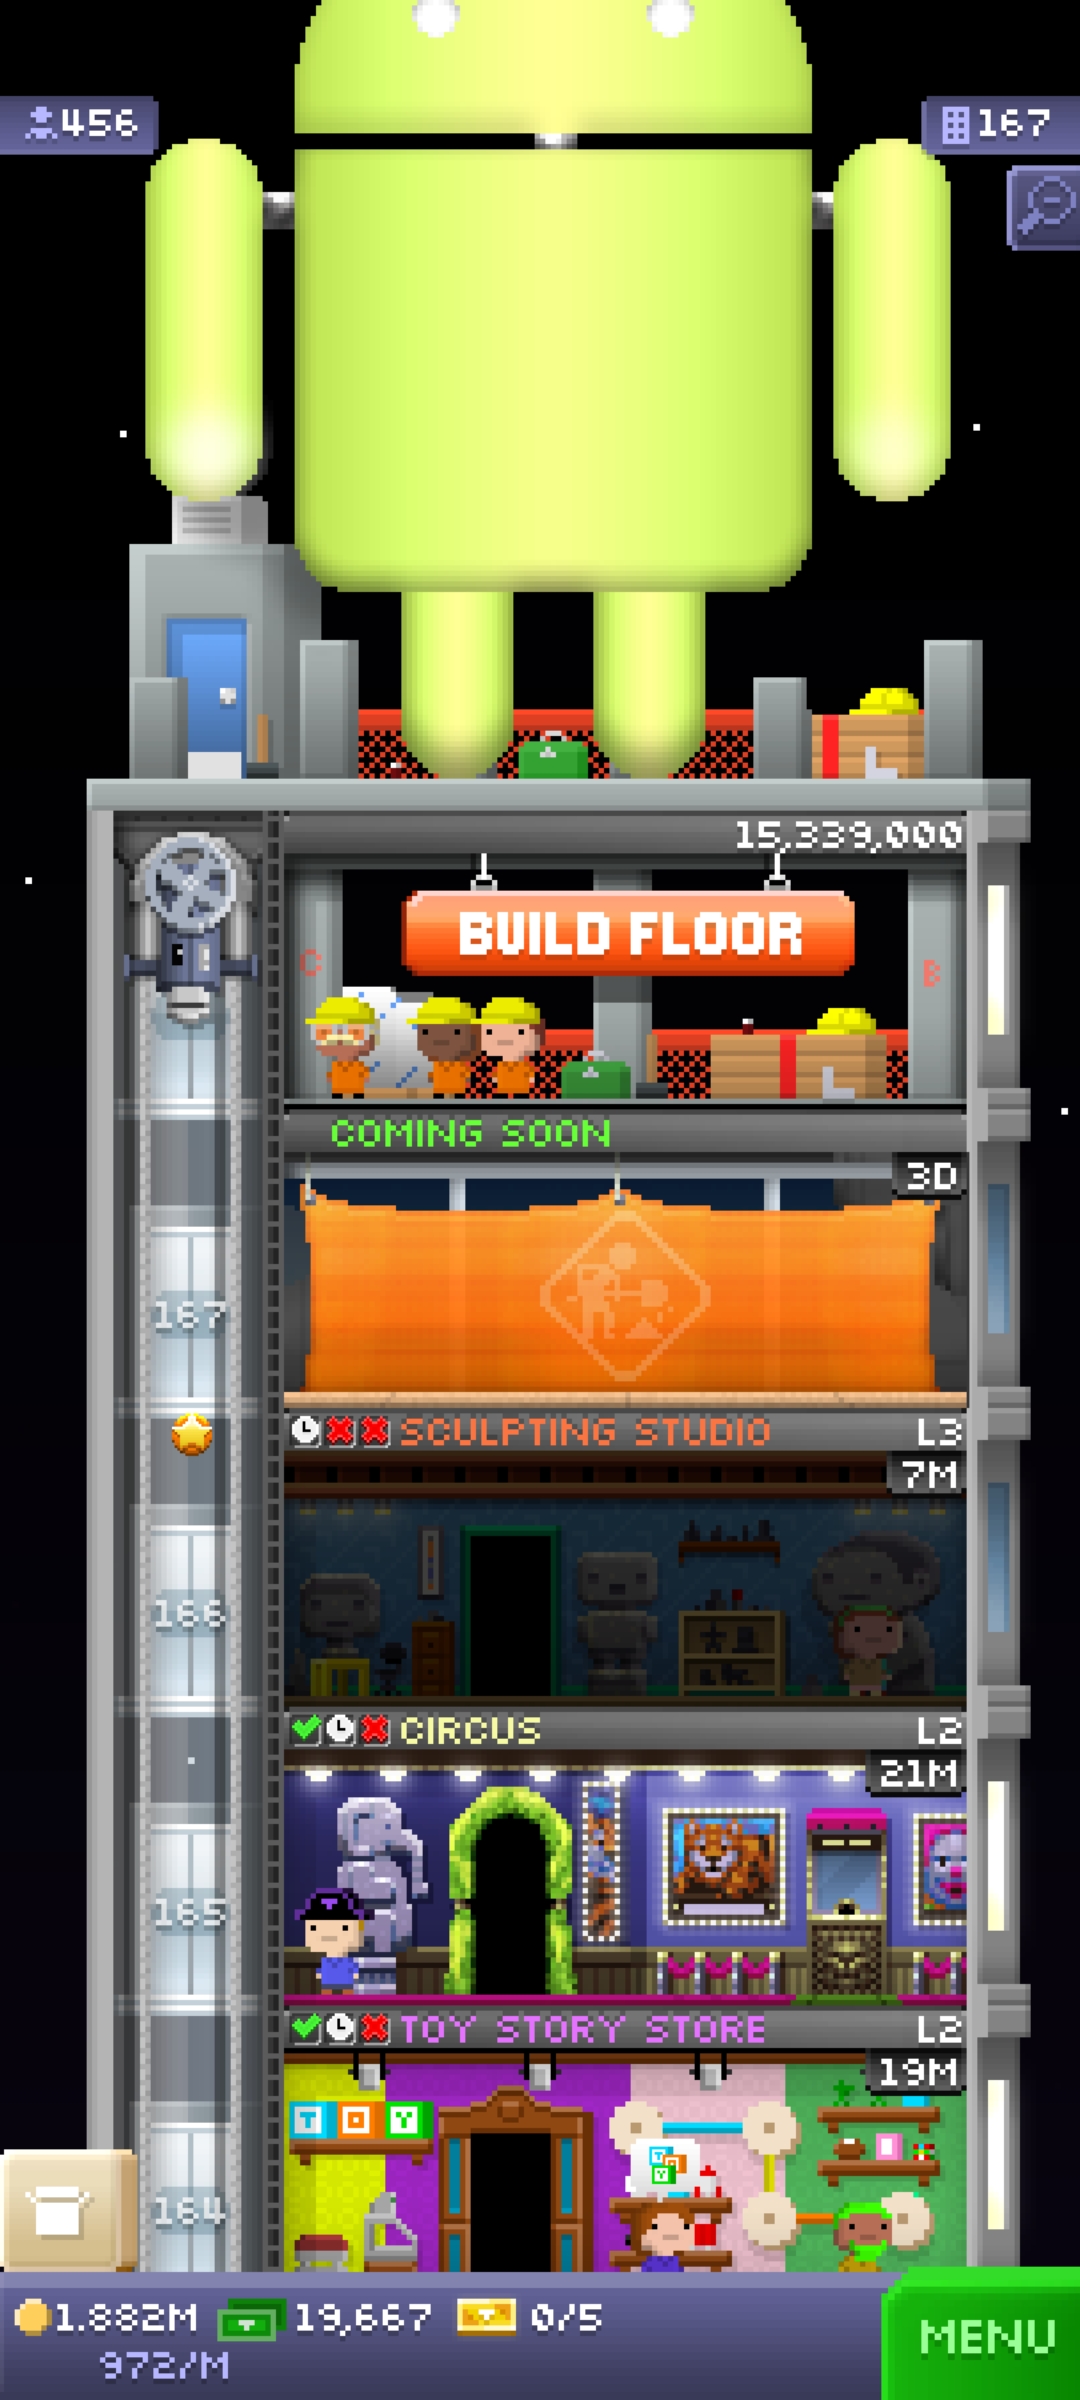 456
167
15,339,000
BUILD FLOOR
C
B
COMING SOON
3D
167
SCULPTING STUDIO L3
7M
166
CIRCUS L2
21M
165
TOY STORY STORE L2
19M
T O Y
164
1.882M 19,667 0/5
972/M
MENU